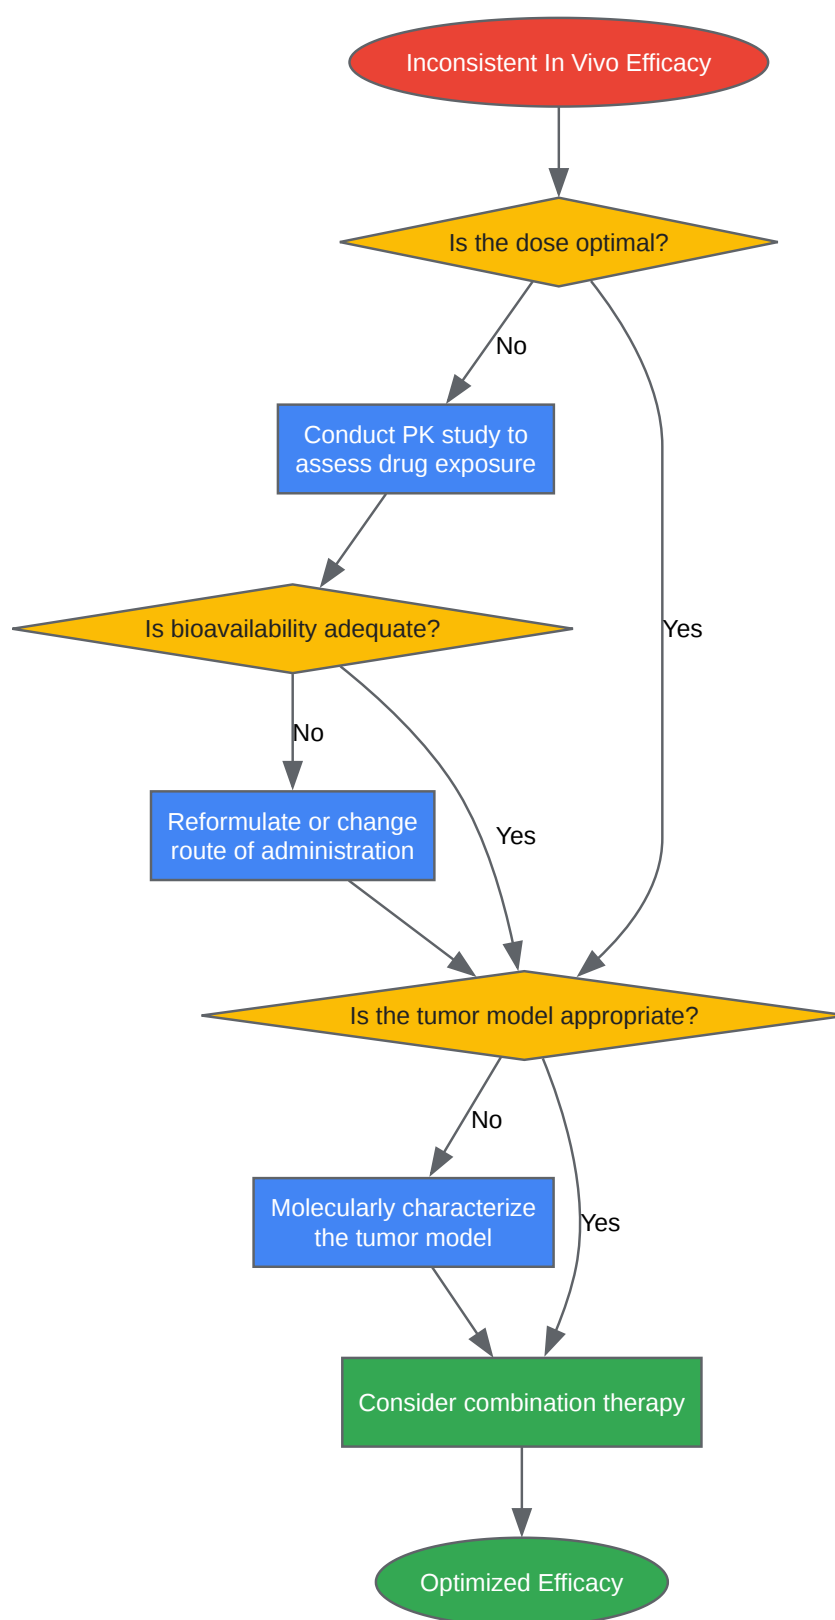 Inconsistent In Vivo Efficacy
Is the dose optimal?
No
Conduct PK study to
assess drug exposure
Is bioavailability adequate?
Yes
No
Reformulate or change
route of administration
Yes
Is the tumor model appropriate?
No
Molecularly characterize
the tumor model
Yes
Consider combination therapy
Optimized Efficacy